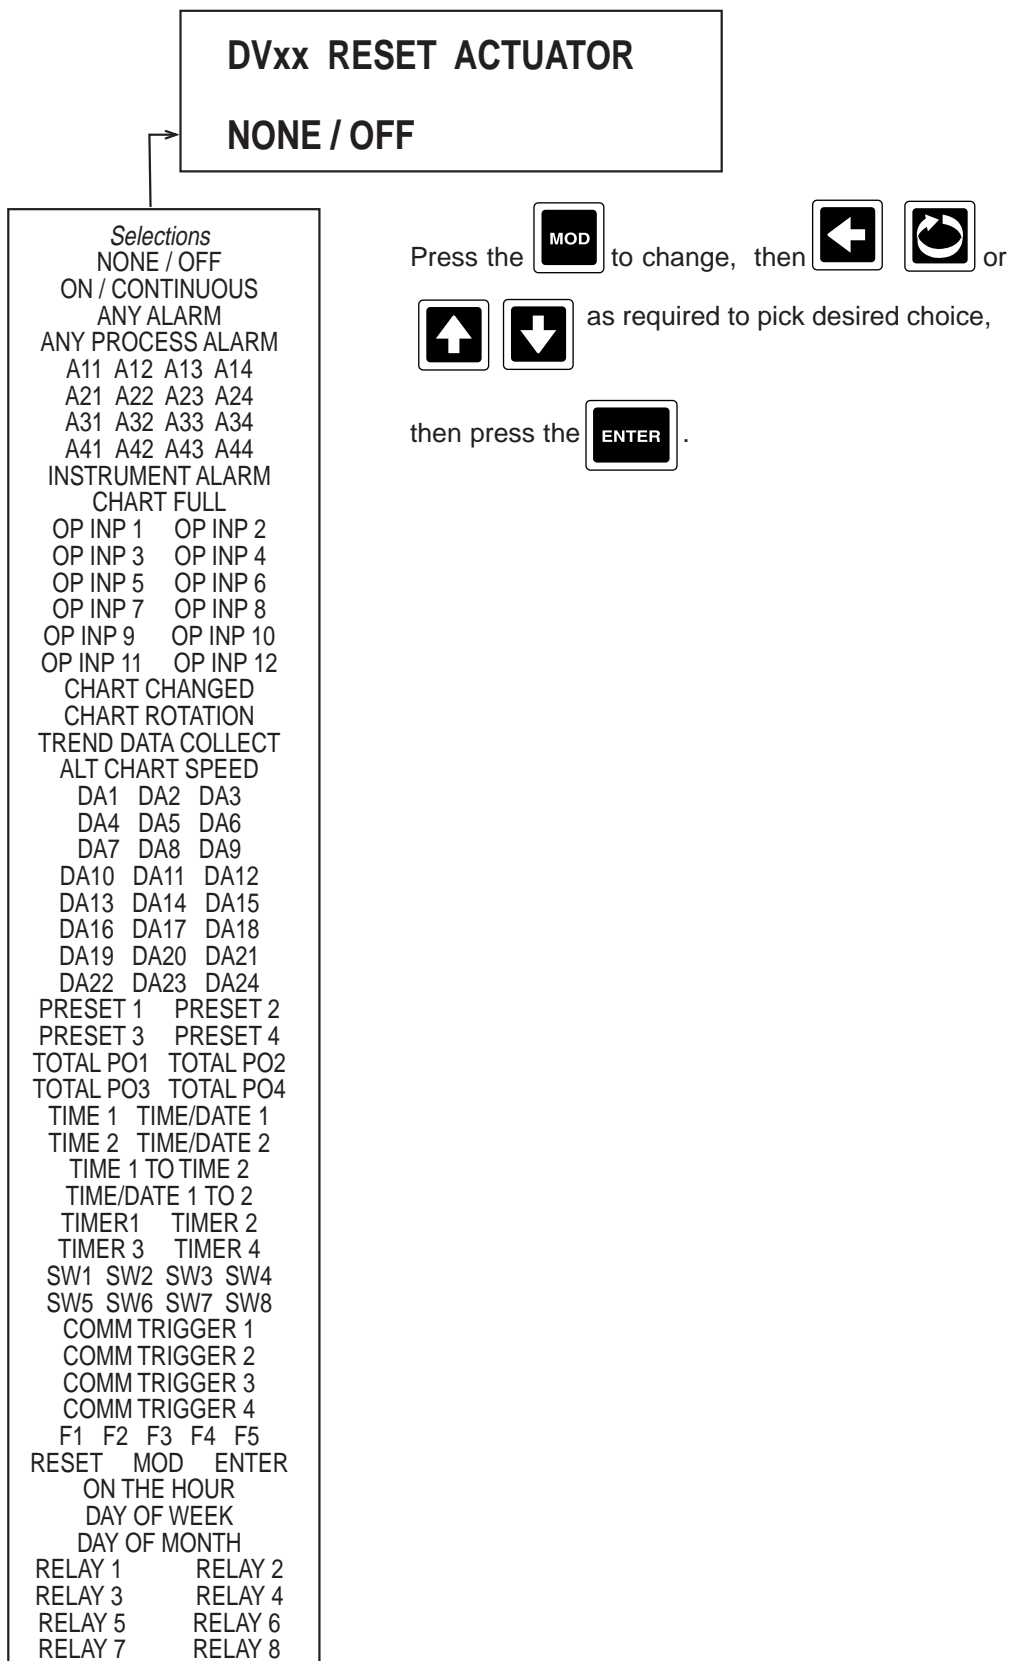 DVxx RESET ACTUATOR
NONE / OFF
Selections
NONE / OFF
ON / CONTINUOUS
ANY ALARM
ANY PROCESS ALARM
A11 A12 A13 A14
A21 A22 A23 A24
A31 A32 A33 A34
A41 A42 A43 A44
INSTRUMENT ALARM
CHART FULL
OP INP 1 OP INP 2
OP INP 3 OP INP 4
OP INP 5 OP INP 6
OP INP 7 OP INP 8
OP INP 9 OP INP 10
OP INP 11 OP INP 12
CHART CHANGED
CHART ROTATION
TREND DATA COLLECT
ALT CHART SPEED
DA1 DA2 DA3
DA4 DA5 DA6
DA7 DA8 DA9
DA10 DA11 DA12
DA13 DA14 DA15
DA16 DA17 DA18
DA19 DA20 DA21
DA22 DA23 DA24
PRESET 1 PRESET 2
PRESET 3 PRESET 4
TOTAL PO1 TOTAL PO2
TOTAL PO3 TOTAL PO4
TIME 1 TIME/DATE 1
TIME 2 TIME/DATE 2
TIME 1 TO TIME 2
TIME/DATE 1 TO 2
TIMER1 TIMER 2
TIMER 3 TIMER 4
SW1 SW2 SW3 SW4
SW5 SW6 SW7 SW8
COMM TRIGGER 1
COMM TRIGGER 2
COMM TRIGGER 3
COMM TRIGGER 4
F1 F2 F3 F4 F5
RESET MOD ENTER
ON THE HOUR
DAY OF WEEK
DAY OF MONTH
RELAY 1 RELAY 2
RELAY 3 RELAY 4
RELAY 5 RELAY 6
RELAY 7 RELAY 8
Press the MOD to change, then or
as required to pick desired choice,
then press the ENTER .